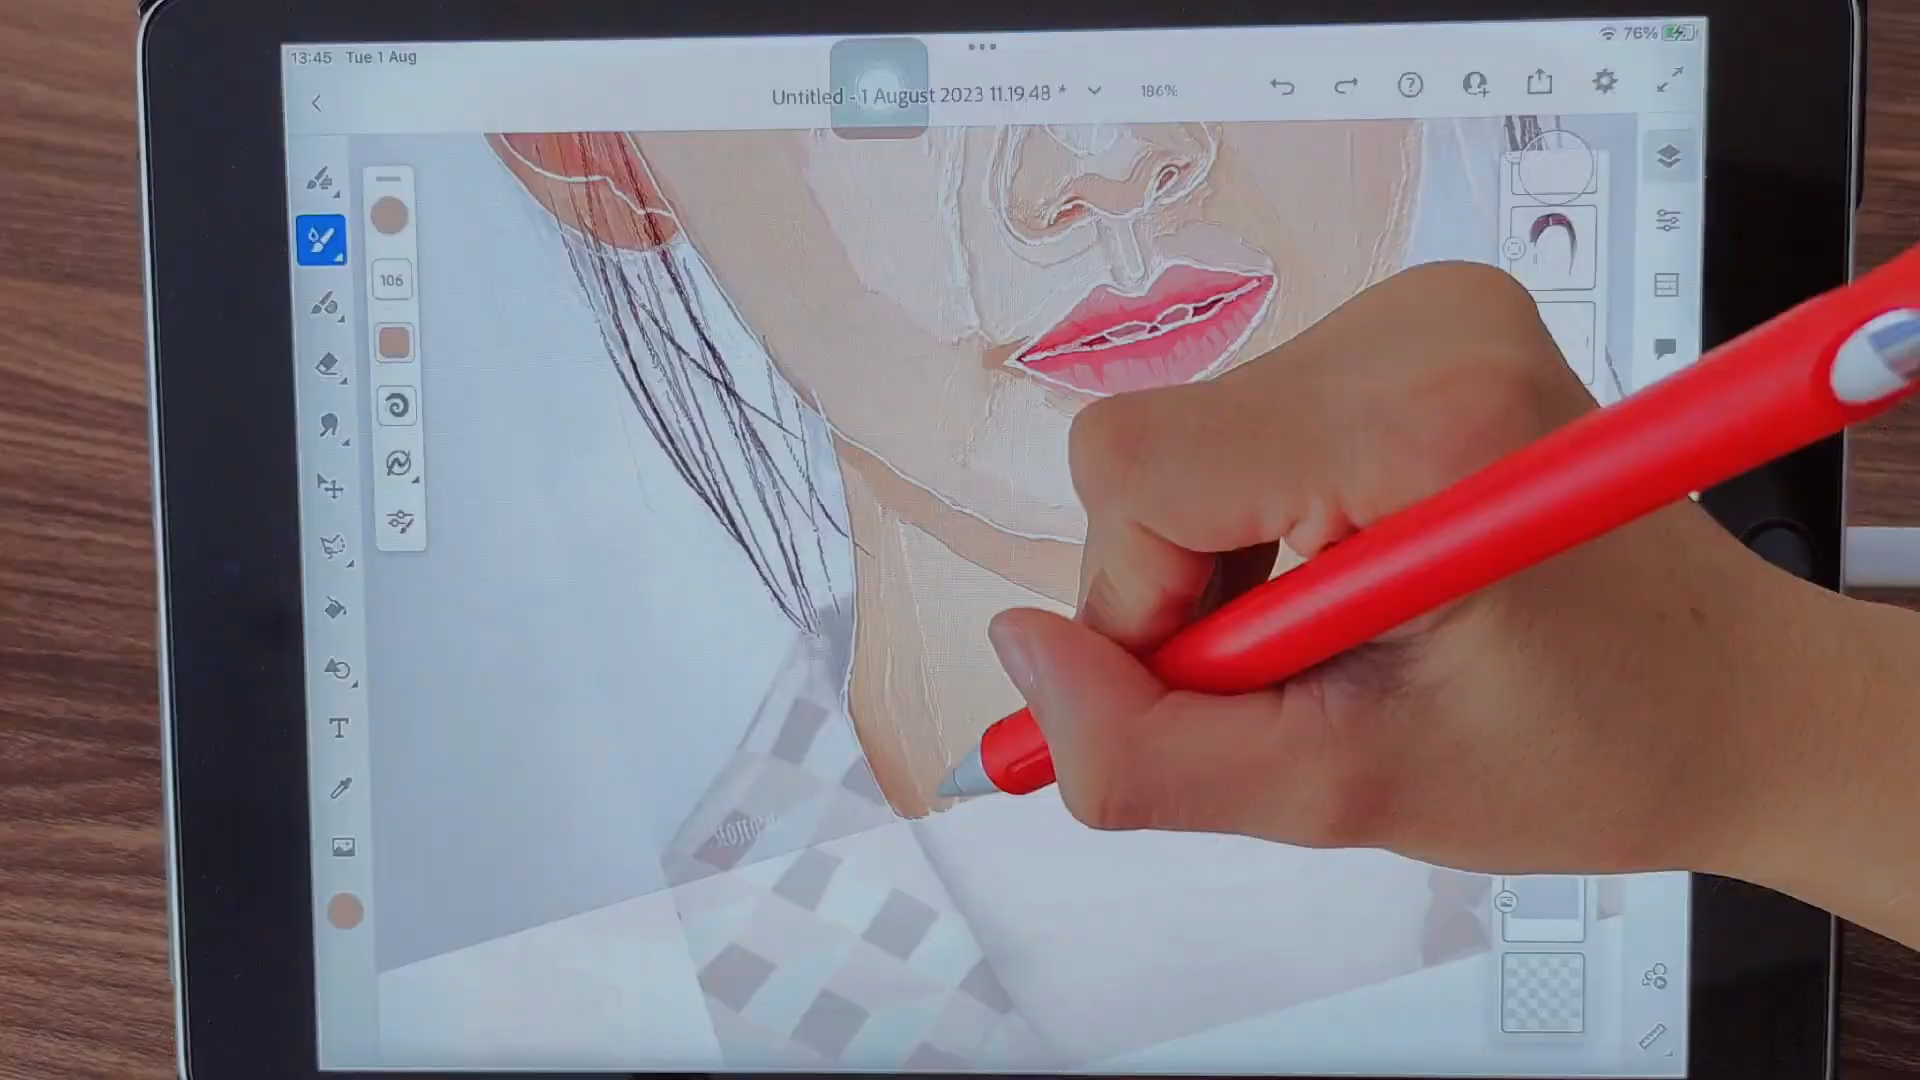 13:45 Tue 1 Aug
76%
Untitled - 1 August 2023 11.19.48 *
186%
106
T